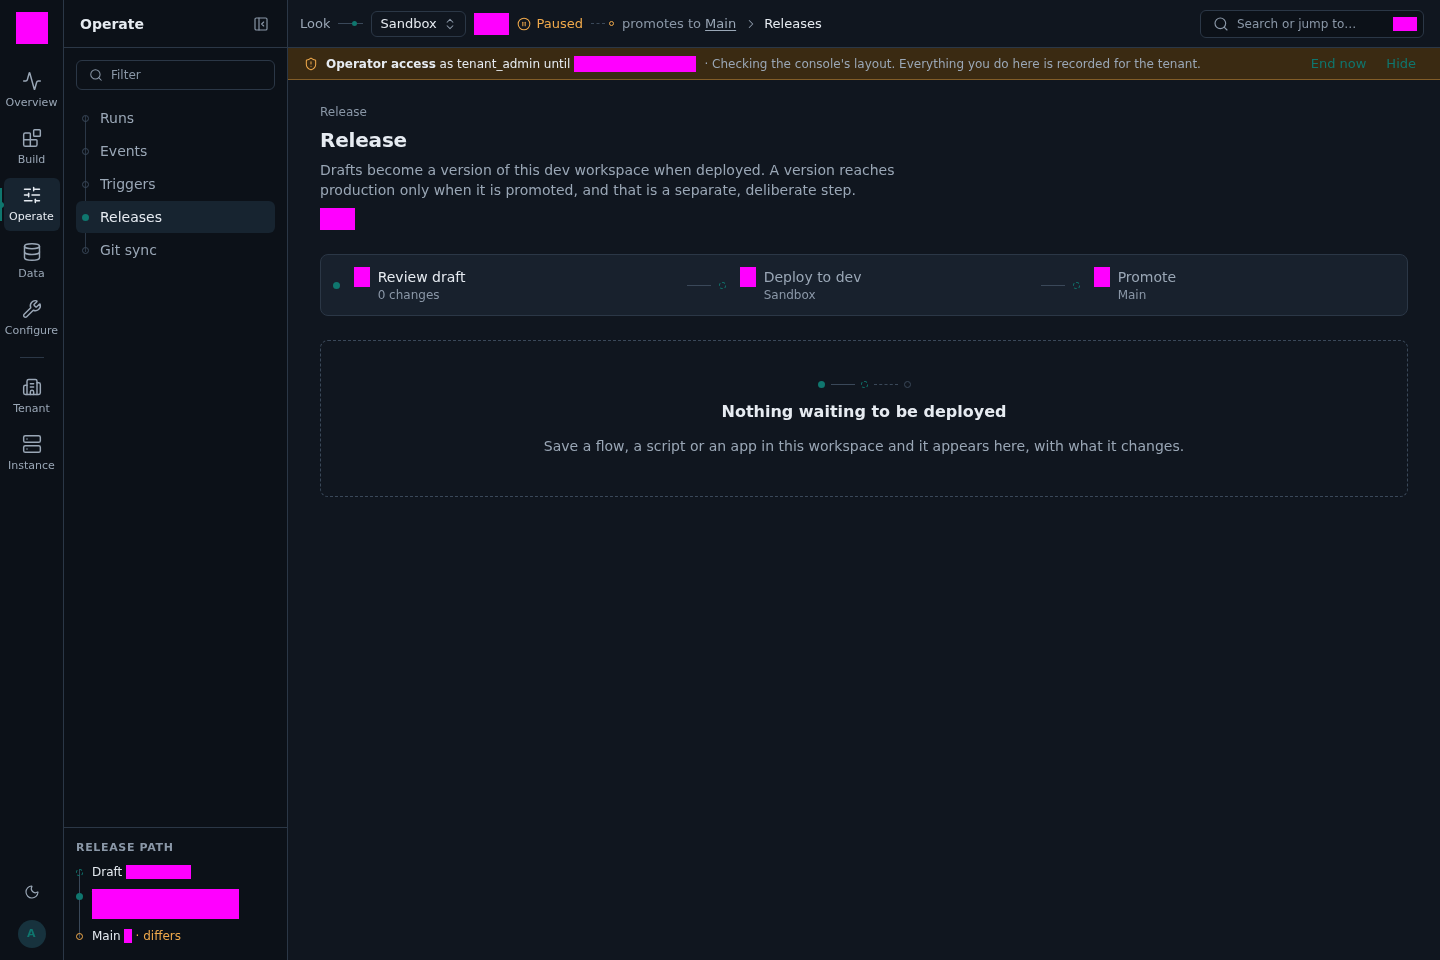 Operate
Look
Sandbox
Paused
promotes to Main
Releases
Search or jump to...
Operator access as tenant_admin until
· Checking the console's layout. Everything you do here is recorded for the tenant.
End now
Hide
Overview
Build
Operate
Data
Configure
Tenant
Instance
A
Filter
Runs
Events
Triggers
Releases
Git sync
RELEASE PATH
Draft
Main · differs
Release
Release
Drafts become a version of this dev workspace when deployed. A version reaches
production only when it is promoted, and that is a separate, deliberate step.
Review draft
0 changes
Deploy to dev
Sandbox
Promote
Main
Nothing waiting to be deployed
Save a flow, a script or an app in this workspace and it appears here, with what it changes.